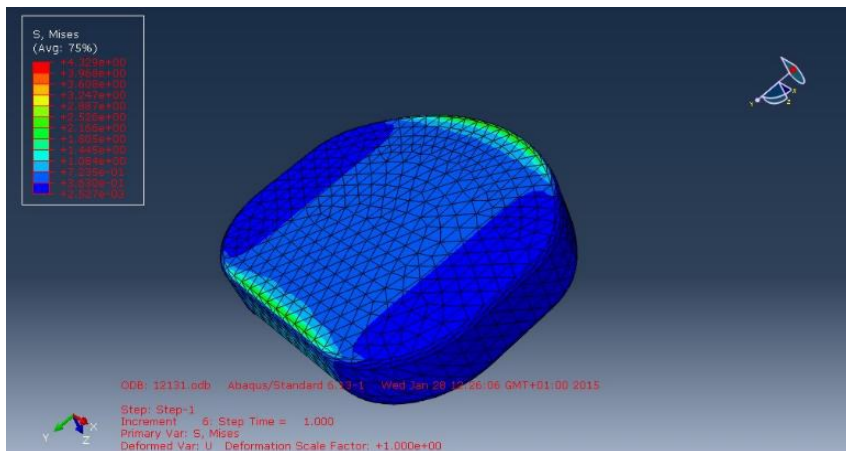 S, Mises
(Avg: 75%)
+4.329e+00
+3.968e+00
+3.608e+00
+3.247e+00
+2.887e+00
+2.526e+00
+2.166e+00
+1.805e+00
+1.445e+00
+1.084e+00
+7.235e-01
+3.630e-01
+2.527e-03
X
Y
Z
ODB: 12131.odb Abaqus/Standard 6.13-1 Wed Jan 28 12:26:06 GMT+01:00 2015
Step: Step-1
Increment 6: Step Time = 1.000
Primary Var: S, Mises
Deformed Var: U Deformation Scale Factor: +1.000e+00
Y
X
Z